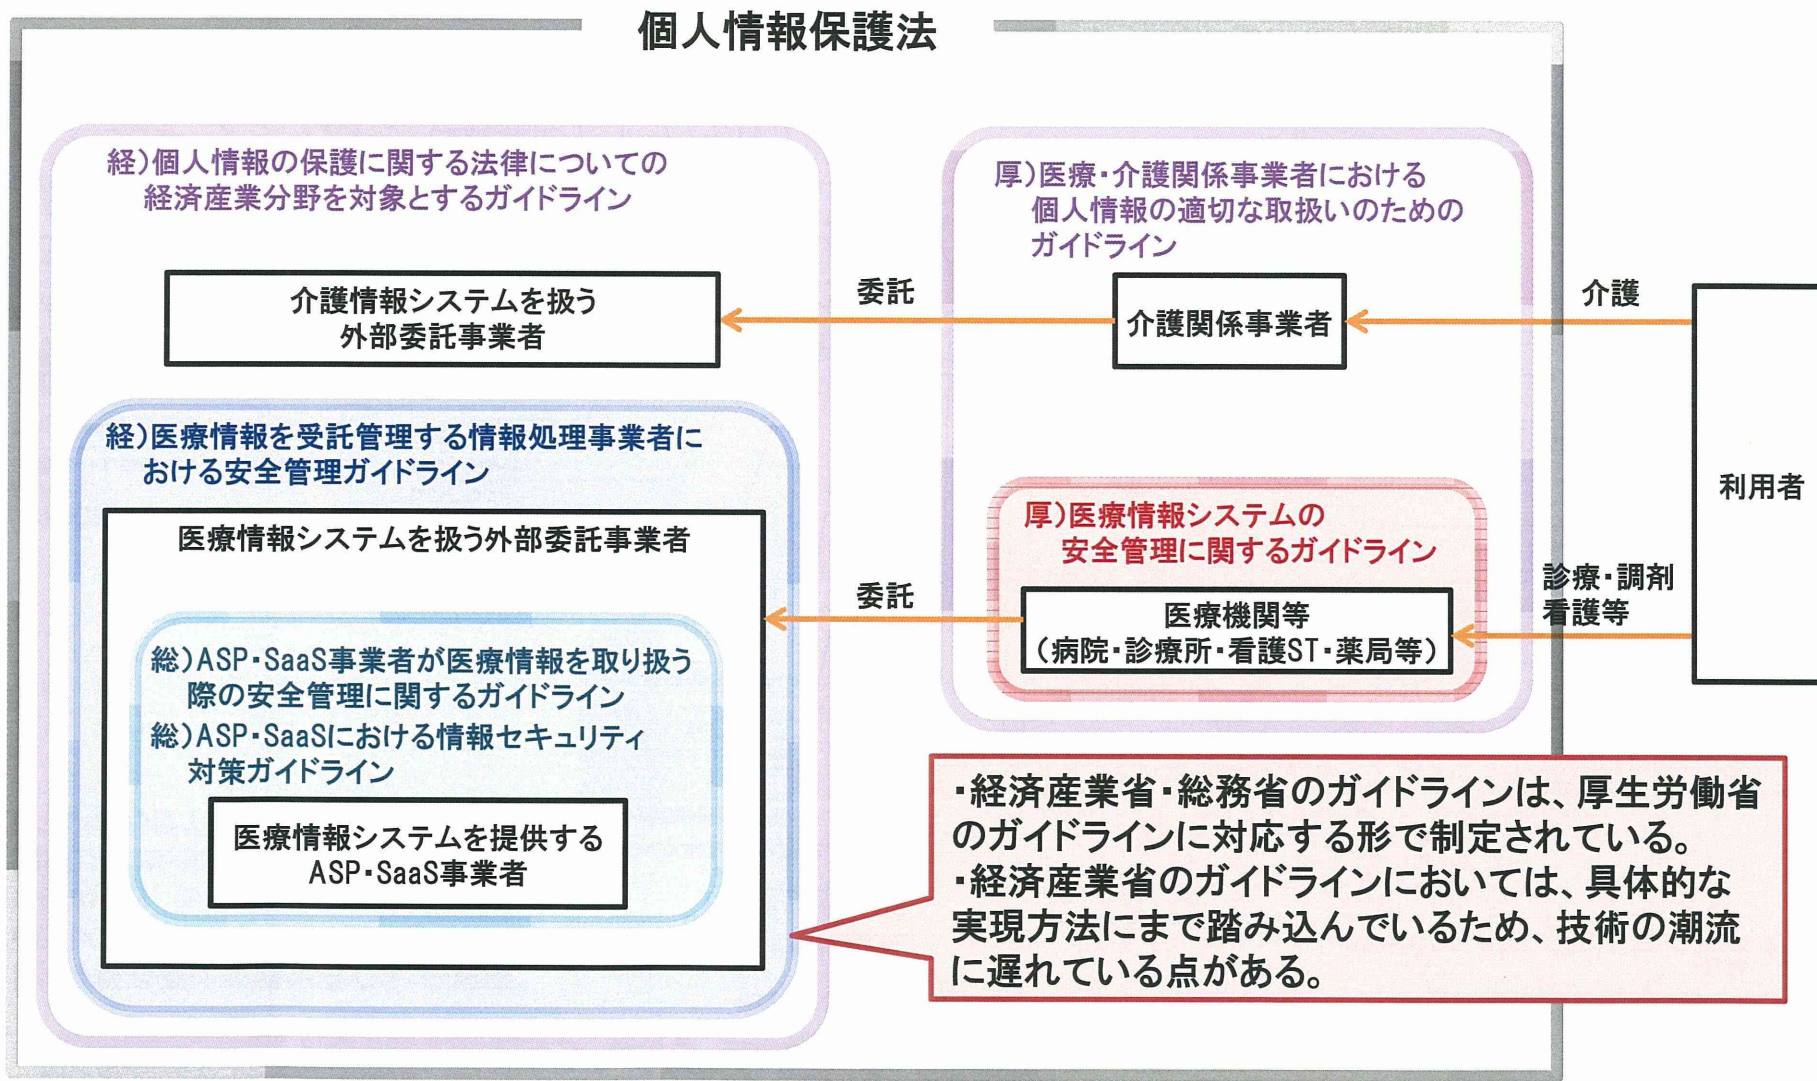 個人情報保護法
経)個人情報の保護に関する法律についての
経済産業分野を対象とするガイドライン
厚)医療・介護関係事業者における
個人情報の適切な取扱いのための
ガイドライン
介護情報システムを扱う
外部委託事業者
委託
介護関係事業者
介護
利用者
経)医療情報を受託管理する情報処理事業者に
おける安全管理ガイドライン
医療情報システムを扱う外部委託事業者
委託
厚)医療情報システムの
安全管理に関するガイドライン
医療機関等
(病院・診療所・看護ST・薬局等)
診療・調剤
看護等
総)ASP・SaaS事業者が医療情報を取り扱う
際の安全管理に関するガイドライン
総)ASP・SaaSにおける情報セキュリティ
対策ガイドライン
医療情報システムを提供する
ASP・SaaS事業者
・経済産業省・総務省のガイドラインは、厚生労働省
のガイドラインに対応する形で制定されている。
・経済産業省のガイドラインにおいては、具体的な
実現方法にまで踏み込んでいるため、技術の潮流
に遅れている点がある。